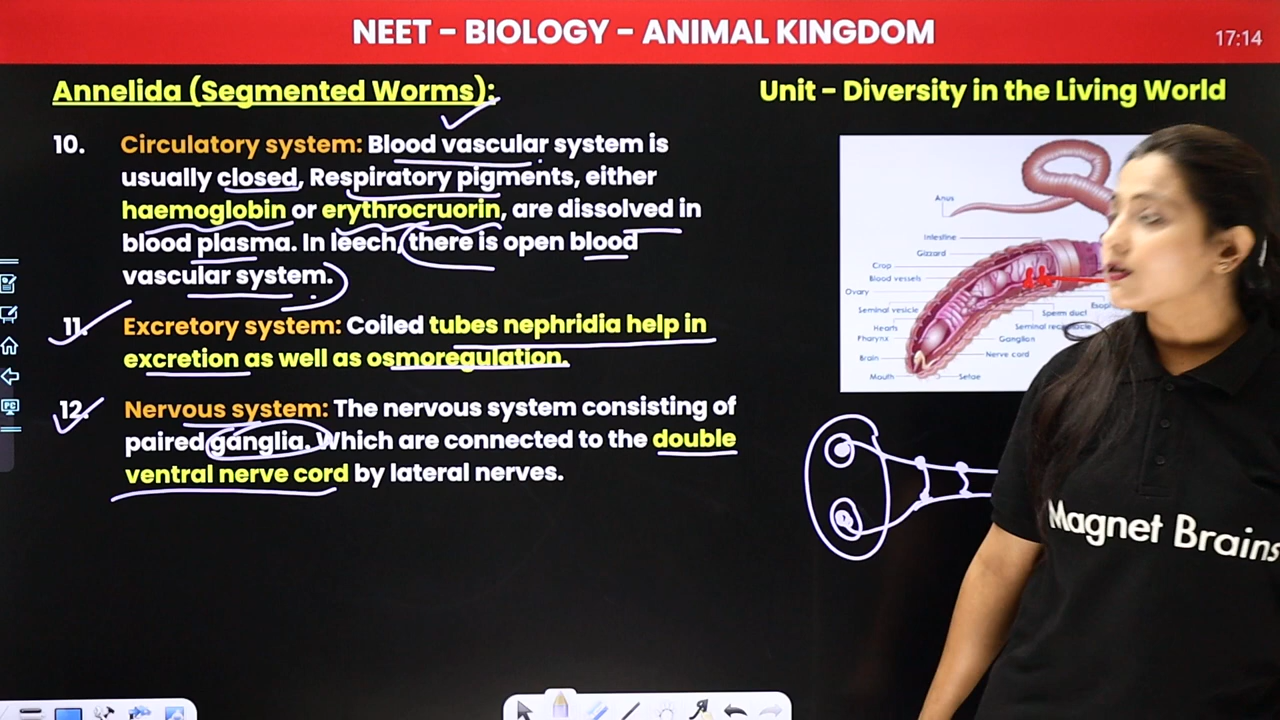 NEET – BIOLOGY – ANIMAL KINGDOM
17:14
Annelida (Segmented Worms):
Unit – Diversity in the Living World
10. Circulatory system: Blood vascular system is
usually closed, Respiratory pigments, either
haemoglobin or erythrocruorin, are dissolved in
blood plasma. In leech, there is open blood
vascular system.
11. Excretory system: Coiled tubes nephridia help in
excretion as well as osmoregulation.
12. Nervous system: The nervous system consisting of
paired ganglia. Which are connected to the double
ventral nerve cord by lateral nerves.
Anus
Intestine
Gizzard
Crop
Blood vessels
Ovary
Seminal vesicle
Hearts
Pharynx
Brain
Mouth
Setae
Nerve cord
Ganglion
Seminal receptacle
Sperm duct
Magnet Brains
PC